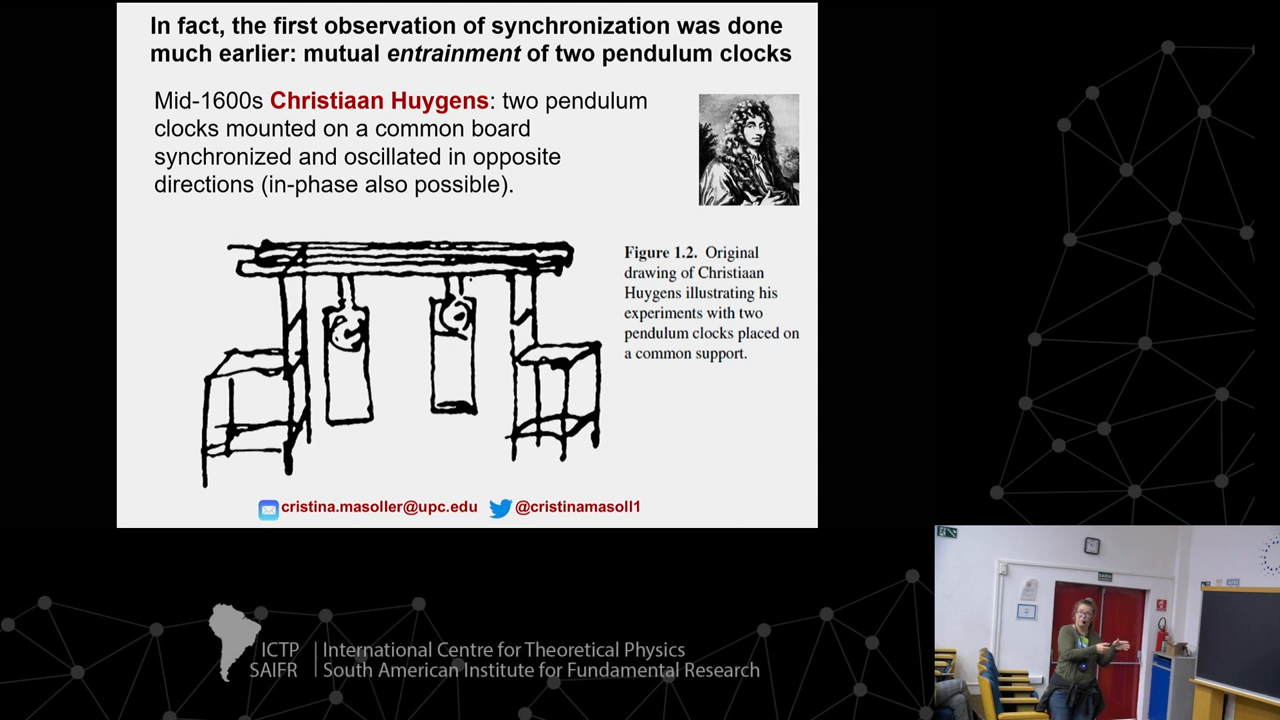 In fact, the first observation of synchronization was done
much earlier: mutual entrainment of two pendulum clocks
Mid-1600s Christiaan Huygens: two pendulum
clocks mounted on a common board
synchronized and oscillated in opposite
directions (in-phase also possible).
Figure 1.2. Original
drawing of Christiaan
Huygens illustrating his
experiments with two
pendulum clocks placed on
a common support.
cristina.masoller@upc.edu @cristinamasoll1
ICTP International Centre for Theoretical Physics
SAIFR South American Institute for Fundamental Research